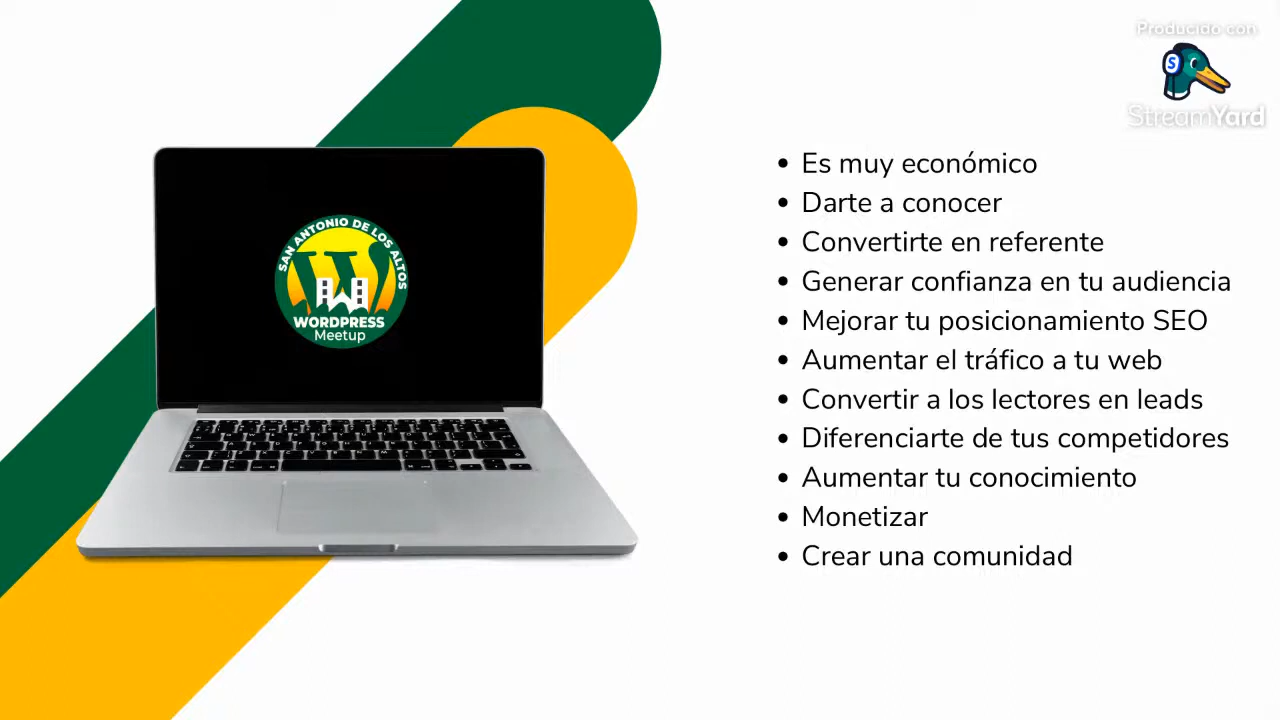 Producido con
StreamYard
SAN ANTONIO DE LOS ALTOS
WORDPRESS
Meetup
• Es muy económico
• Darte a conocer
• Convertirte en referente
• Generar confianza en tu audiencia
• Mejorar tu posicionamiento SEO
• Aumentar el tráfico a tu web
• Convertir a los lectores en leads
• Diferenciarte de tus competidores
• Aumentar tu conocimiento
• Monetizar
• Crear una comunidad